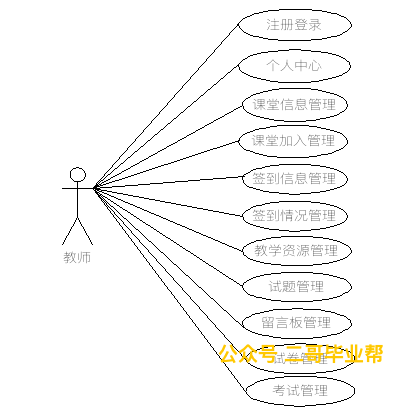 注册登录
个人中心
课堂信息管理
课堂加入管理
签到信息管理
签到情况管理
教学资源管理
试题管理
留言板管理
试卷管理
考试管理
教师
公众号 二哥毕业帮